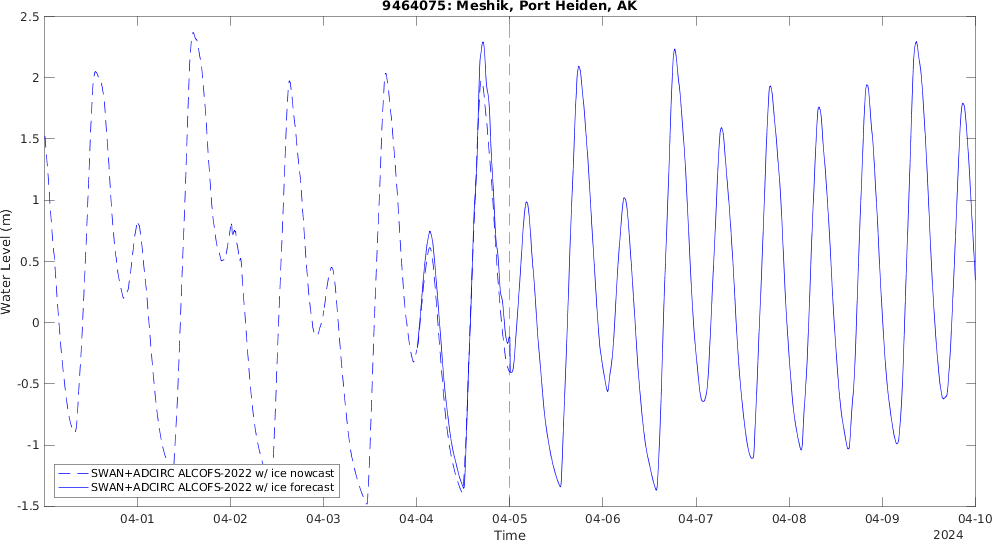 9464075: Meshik, Port Heiden, AK
Water Level (m)
2.5
2
1.5
1
0.5
0
-0.5
-1
-1.5
SWAN+ADCIRC ALCOFS-2022 w/ ice nowcast
SWAN+ADCIRC ALCOFS-2022 w/ ice forecast
04-01 04-02 04-03 04-04 04-05 04-06 04-07 04-08 04-09 04-10
Time
2024